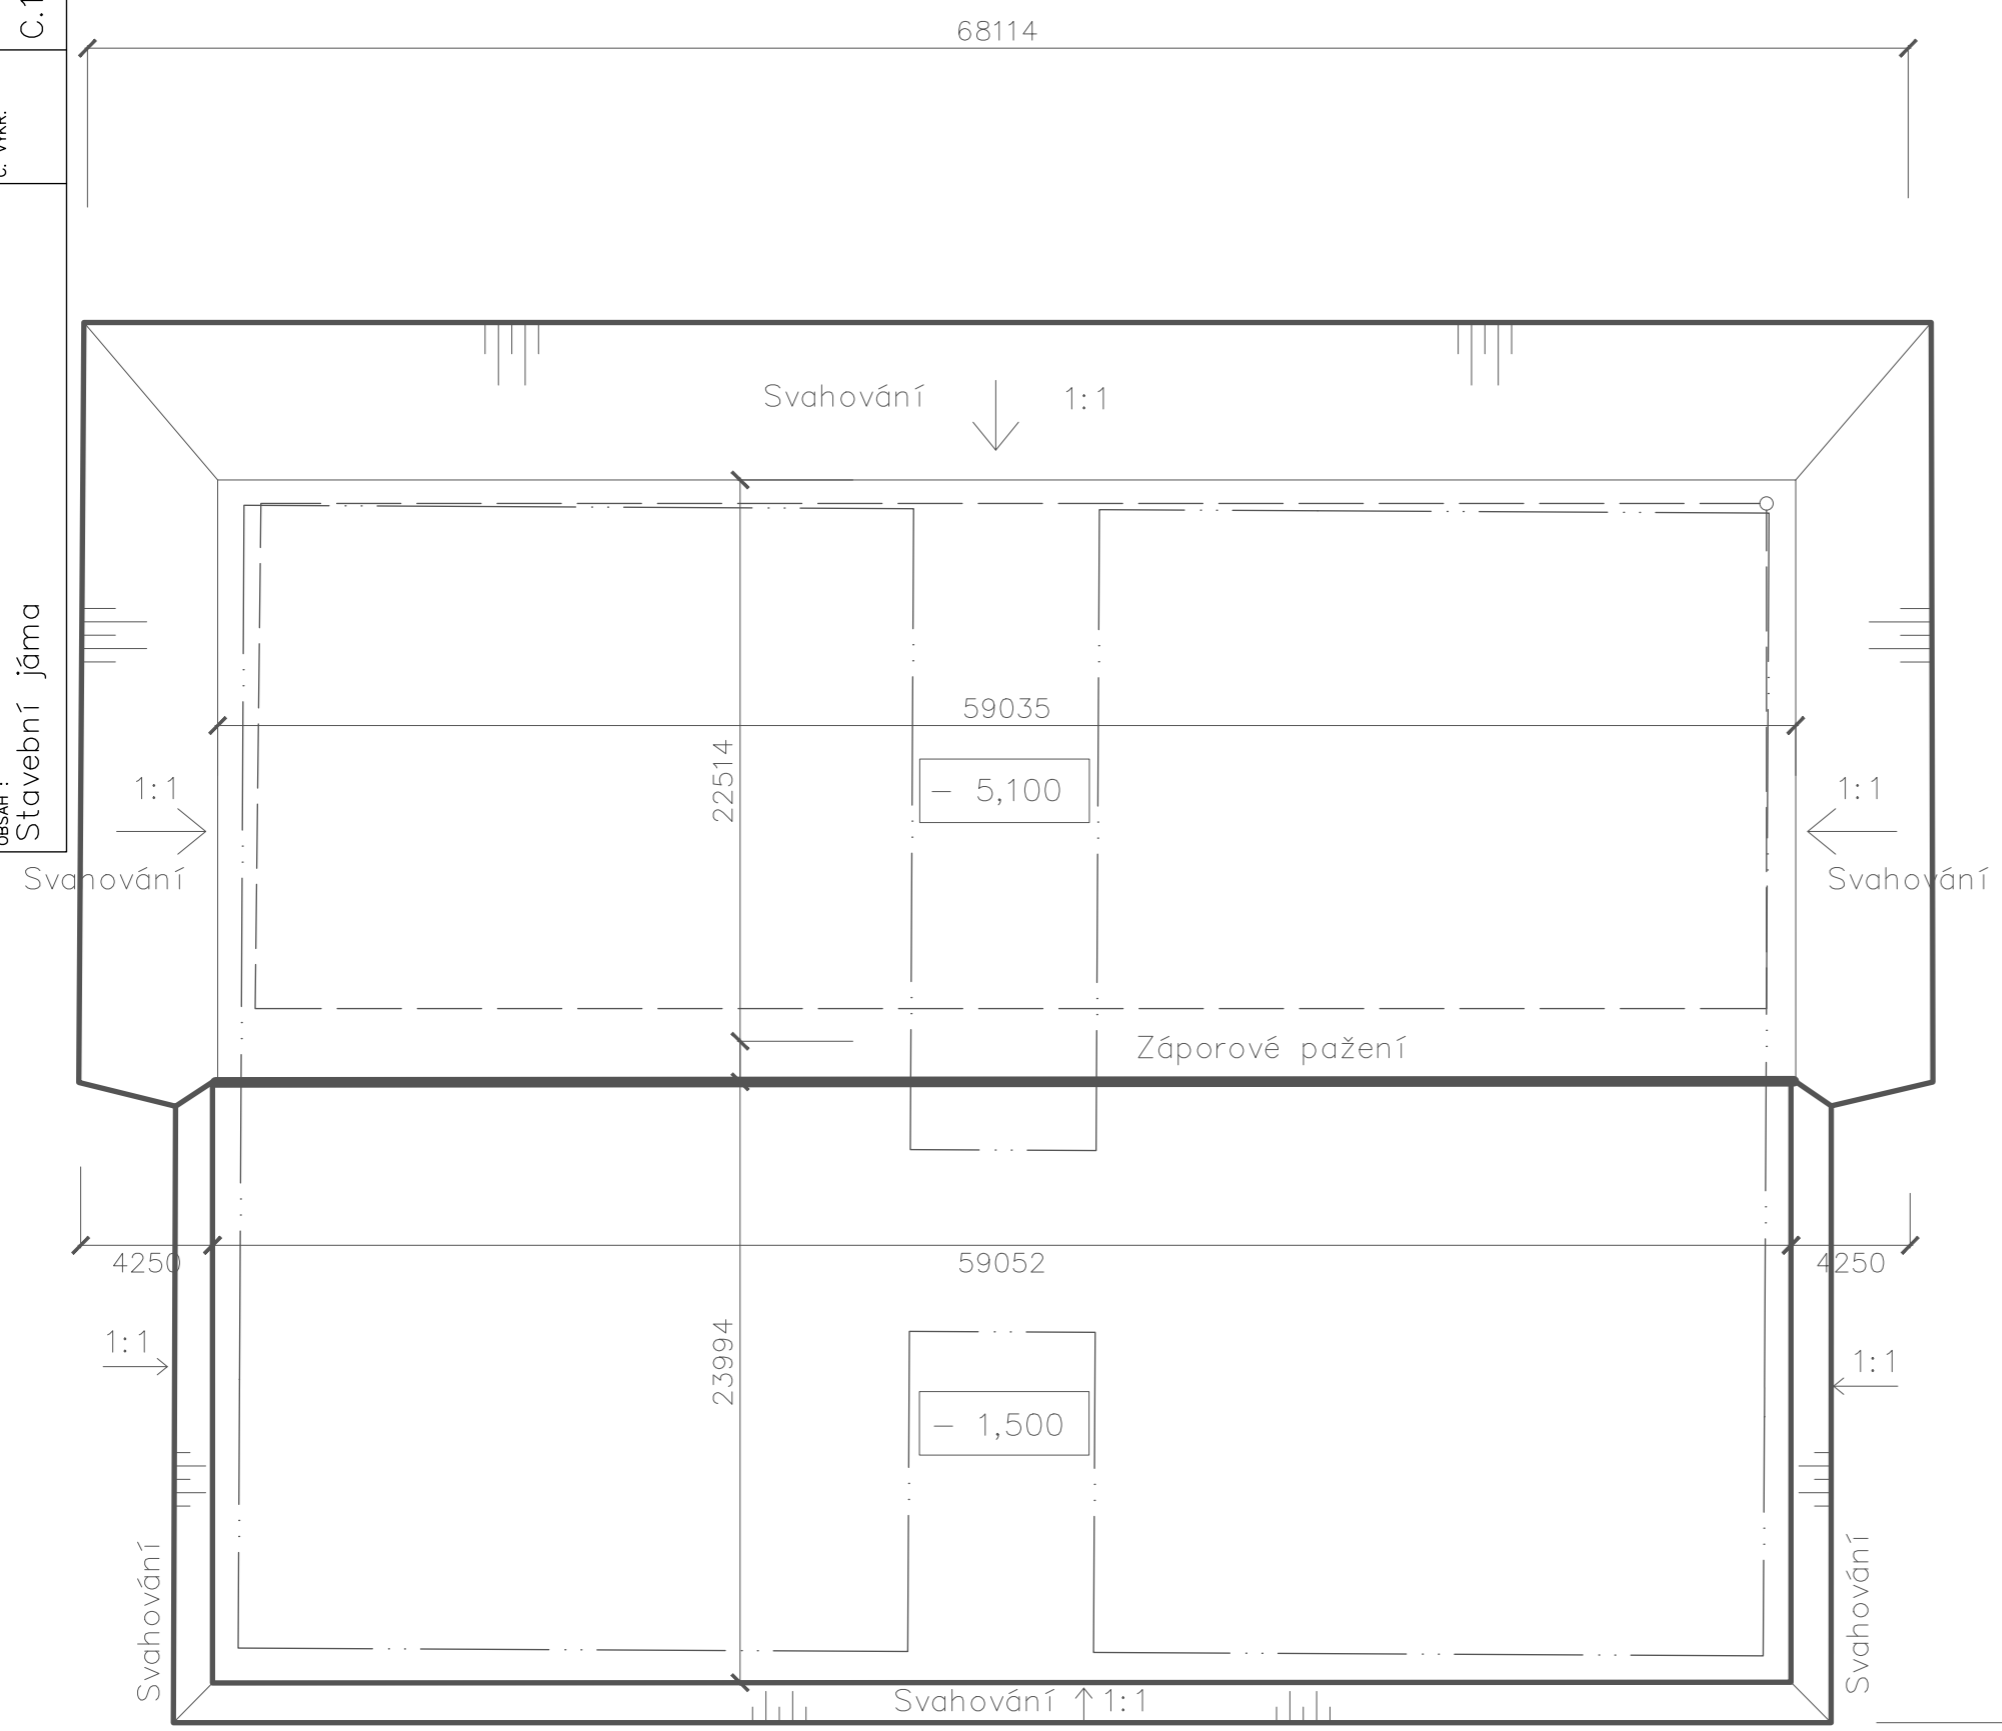 C.1
č. VÝKR.
OBSAH :
Stavební jáma
68114
Svahování 1:1
59035
22514
- 5,100
1:1
Svahování
1:1
Svahování
Záporové pažení
4250
59052
4250
1:1
1:1
23994
- 1,500
Svahování
Svahování
Svahování 1:1